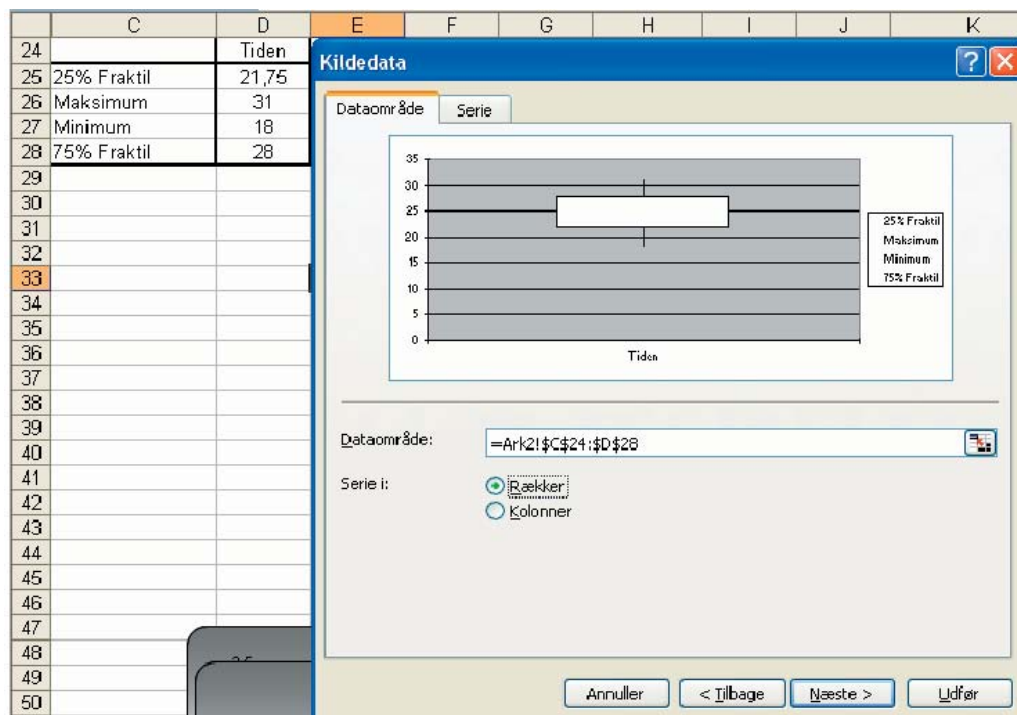 C D E F G H I J K
24 Tiden
25 25% Fraktil 21,75
26 Maksimum 31
27 Minimum 18
28 75% Fraktil 28
29
30
31
32
33
34
35
36
37
38
39
40
41
42
43
44
45
46
47
48
49
50
Kildedata
Dataområde Serie
35
30
25
20
15
10
5
0
Tiden
25% Fraktil
Maksimum
Minimum
75% Fraktil
Dataområde: =Ark2!$C$24:$D$28
Serie i: Rækker
Kolonner
Annuller < Tilbage Næste > Udfør